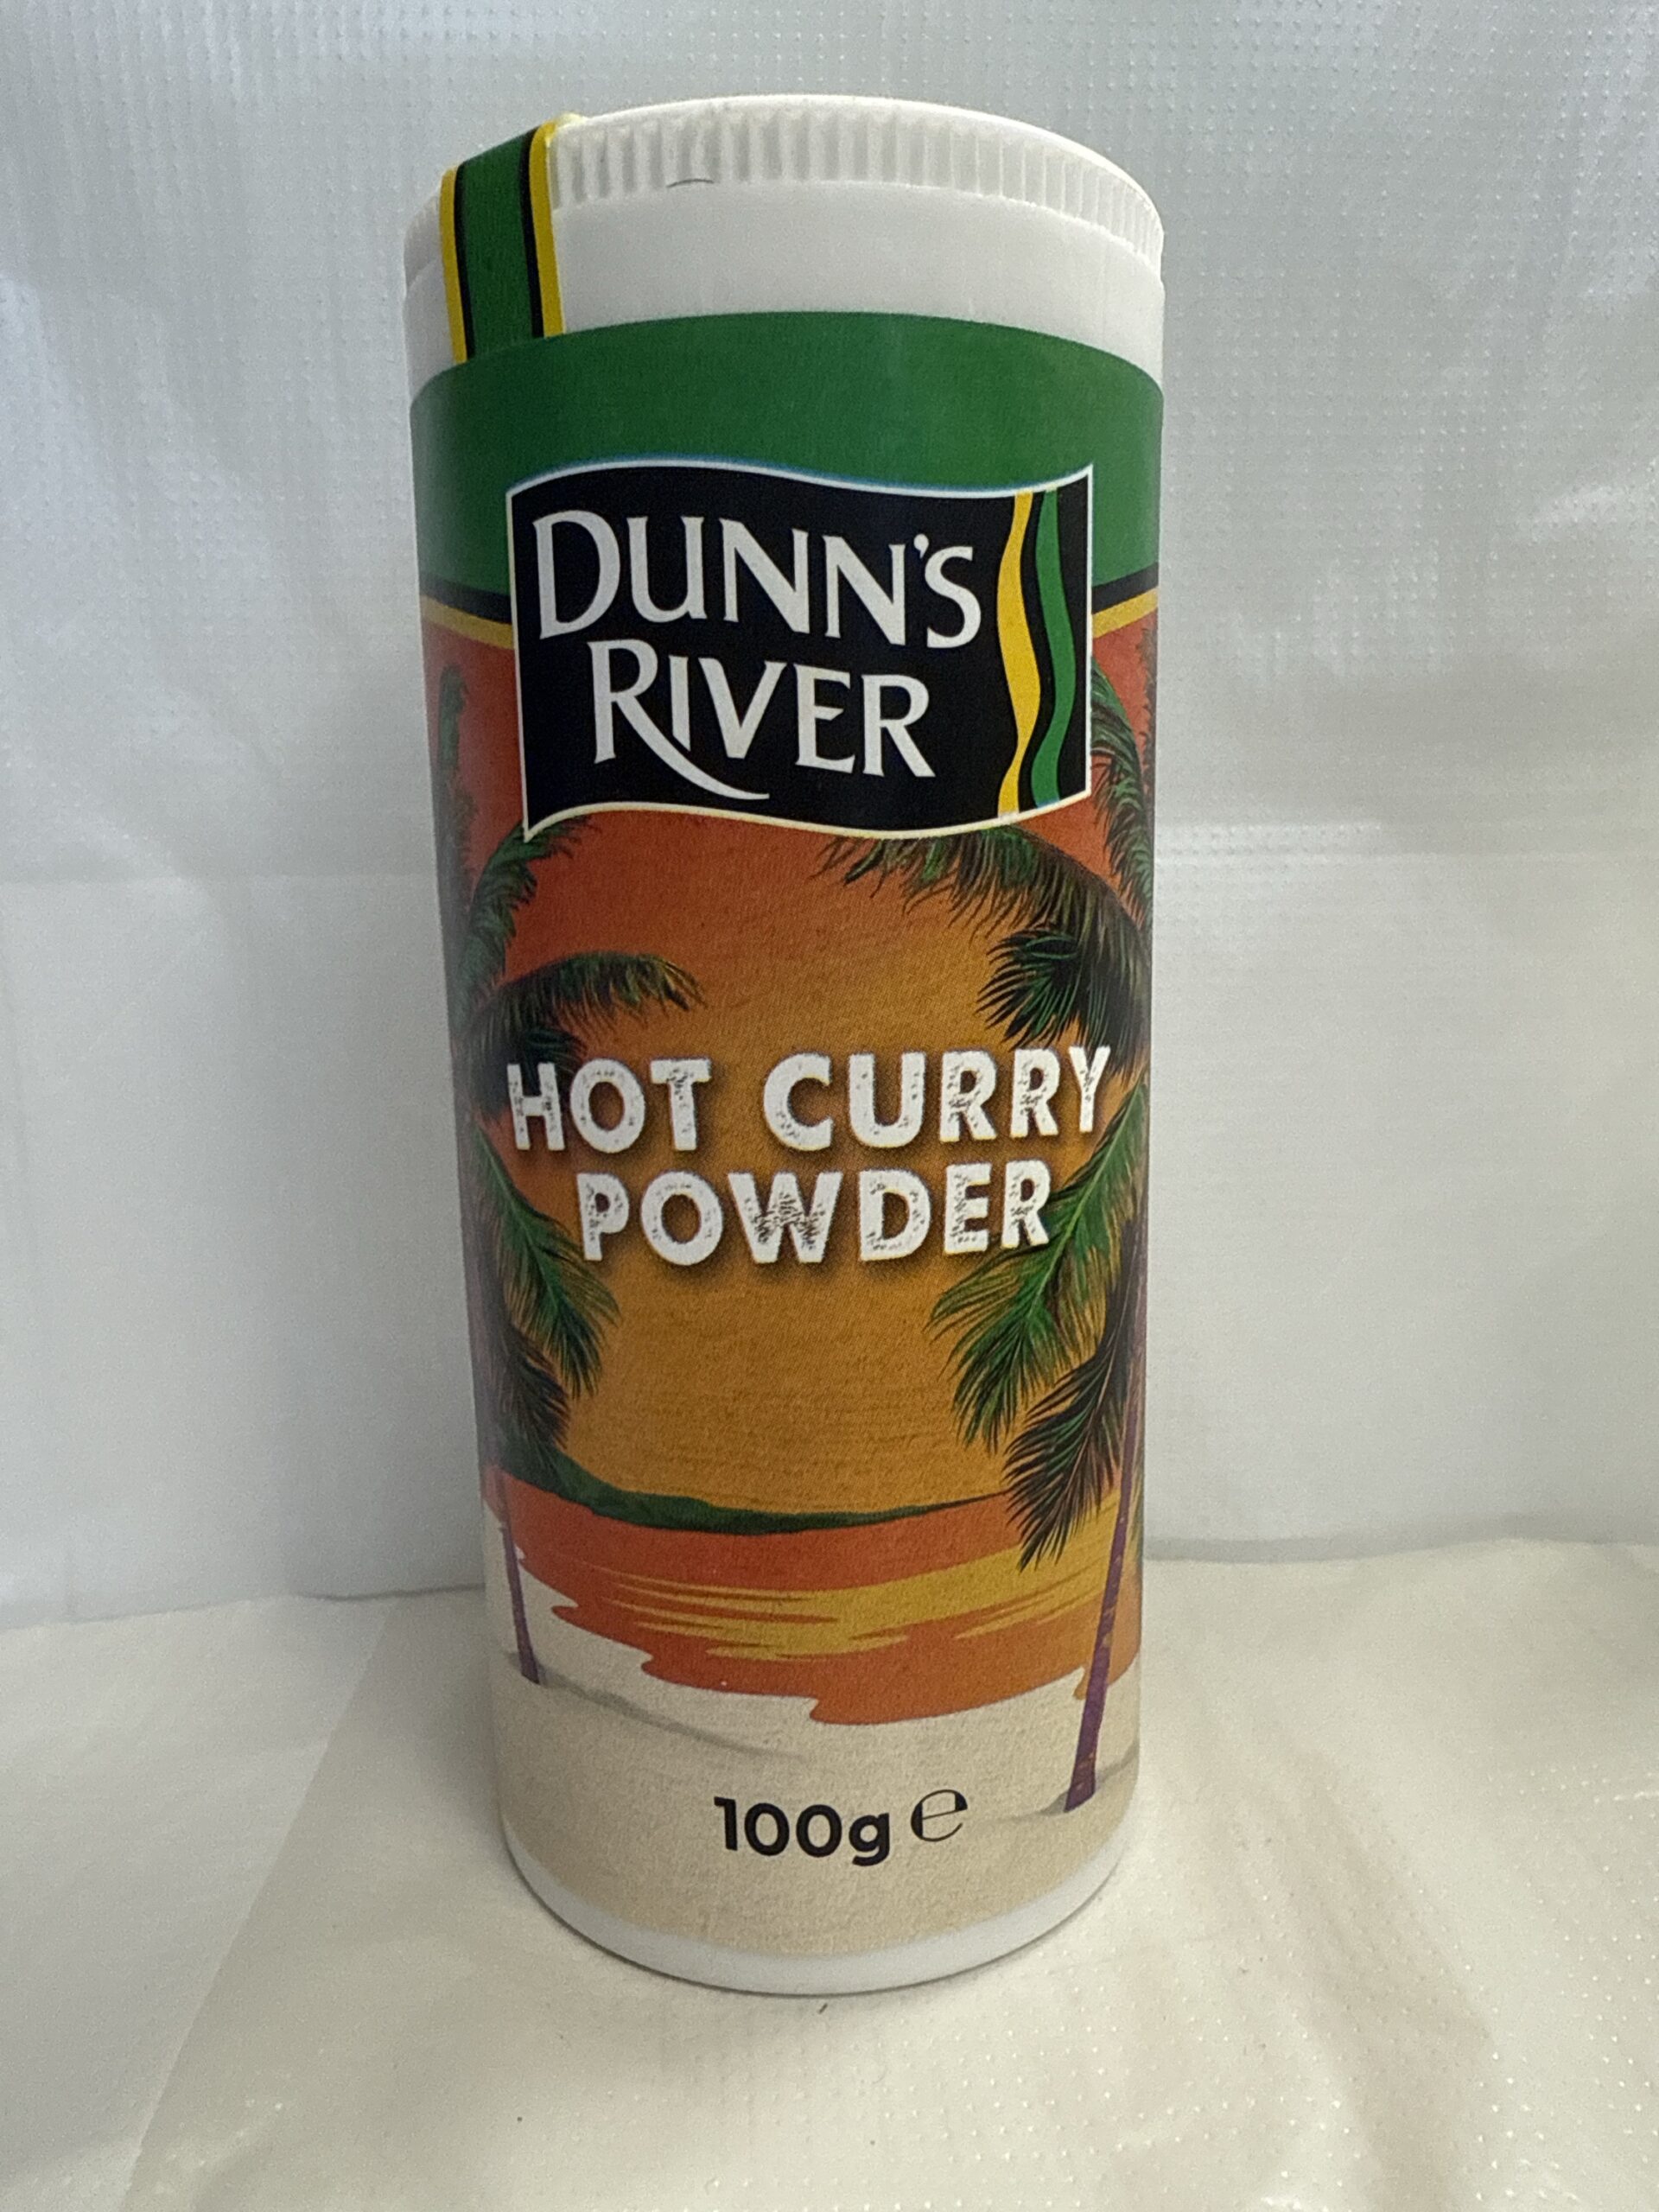 DUNN'S
RIVER
HOT CURRY
POWDER
100g ℮